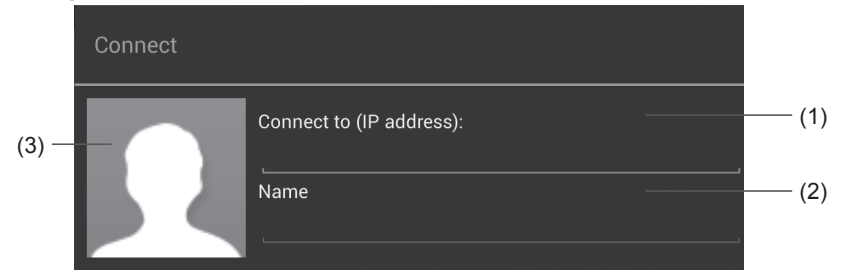 Connect
Connect to (IP address):
(1)
(3)
Name
(2)